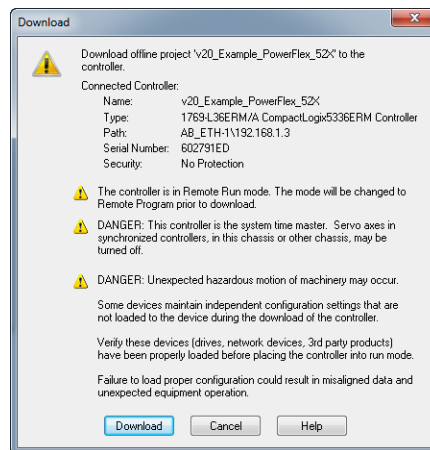 Download
Download offline project 'v20_Example_PowerFlex_52X' to the
controller.
Connected Controller:
Name: v20_Example_PowerFlex_52X
Type: 1769-L36ERM/A CompactLogix5336ERM Controller
Path: AB_ETH-1\192.168.1.3
Serial Number: 602791ED
Security: No Protection
The controller is in Remote Run mode. The mode will be changed to
Remote Program prior to download.
DANGER: This controller is the system time master. Servo axes in
synchronized controllers, in this chassis or other chassis, may be
turned off.
DANGER: Unexpected hazardous motion of machinery may occur.
Some devices maintain independent configuration settings that are
not loaded to the device during the download of the controller.
Verify these devices (drives, network devices, 3rd party products)
have been properly loaded before placing the controller into run mode.
Failure to load proper configuration could result in misaligned data and
unexpected equipment operation.
Download Cancel Help